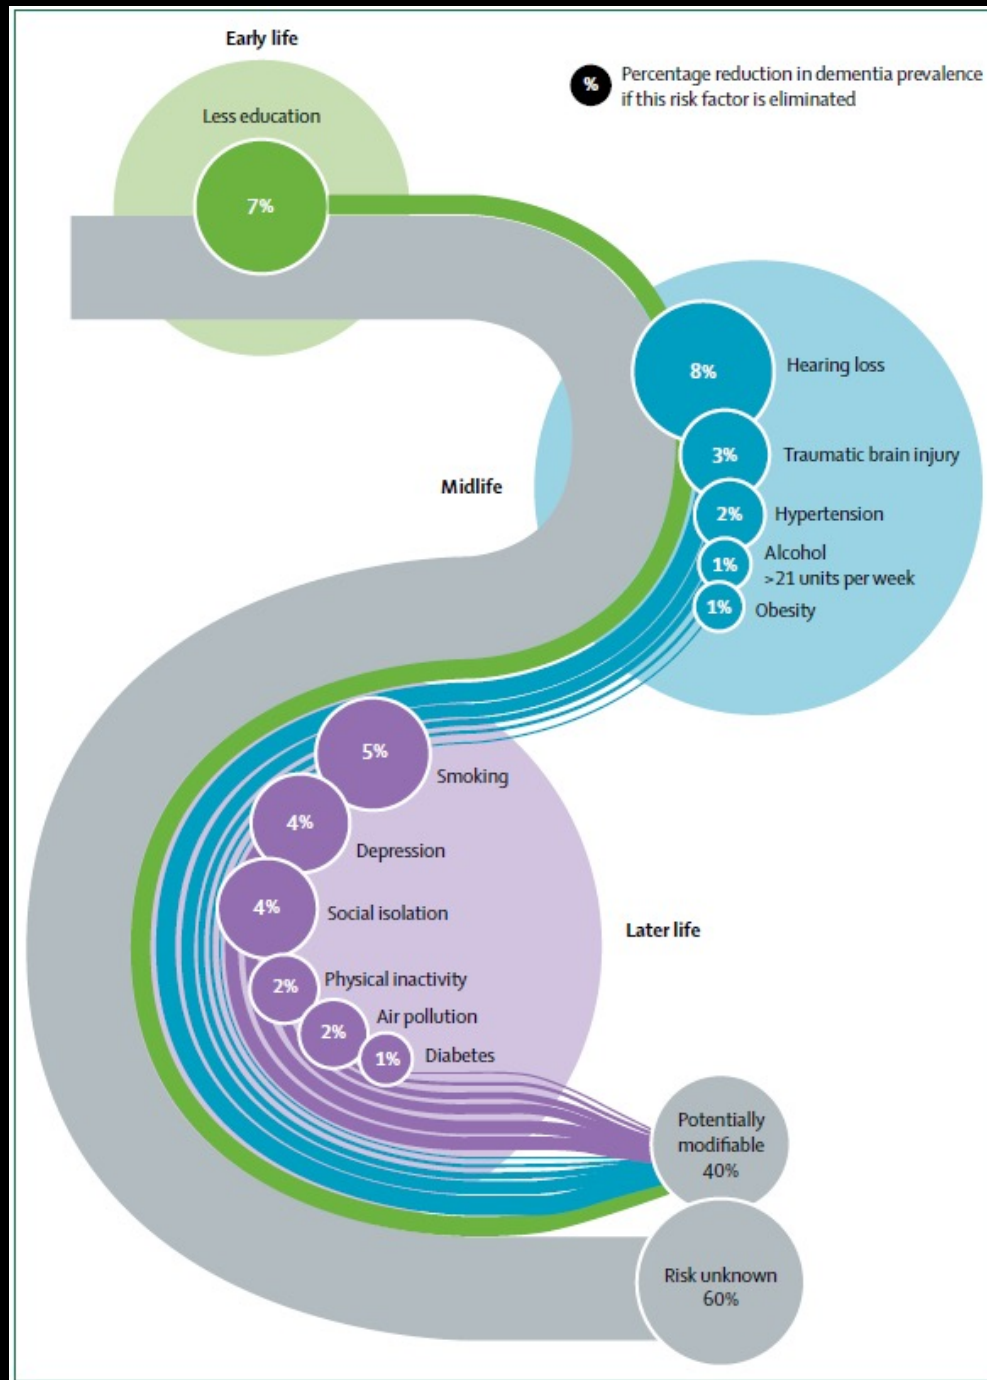 Early life
%
Percentage reduction in dementia prevalence
if this risk factor is eliminated
Less education
7%
8%
Hearing loss
3%
Traumatic brain injury
Midlife
2%
Hypertension
1%
Alcohol
>21 units per week
1%
Obesity
5%
Smoking
4%
Depression
4%
Social isolation
Later life
2%
Physical inactivity
2%
Air pollution
1%
Diabetes
Potentially
modifiable
40%
Risk unknown
60%